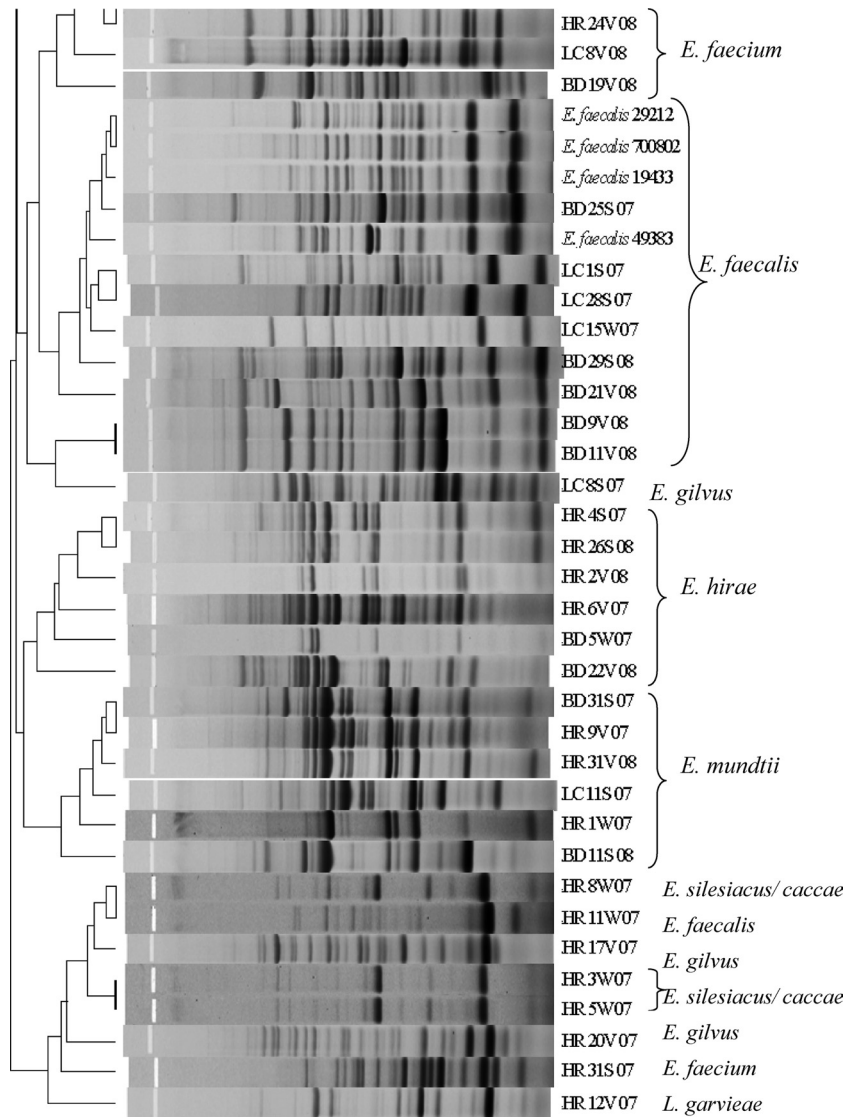 HR24V08
LC8V08
E. faecium
BD19V08
E. faecalis 29212
E. faecalis 700802
E. faecalis 19433
BD25S07
E. faecalis 49383
E. faecalis
LC1S07
LC28S07
LC15W07
BD29S08
BD21V08
BD9V08
BD11V08
LC8S07
E. gilvus
HR4S07
HR26S08
HR2V08
E. hirae
HR6V07
BD5W07
BD22V08
BD31S07
HR9V07
HR31V08
E. mundtii
LC11S07
HR1W07
BD11S08
HR8W07 E. silesiacus/ caccae
HR11W07 E. faecalis
HR17V07 E. gilvus
HR3W07
HR5W07
E. silesiacus/ caccae
HR20V07 E. gilvus
HR31S07 E. faecium
HR12V07 L. garvieae